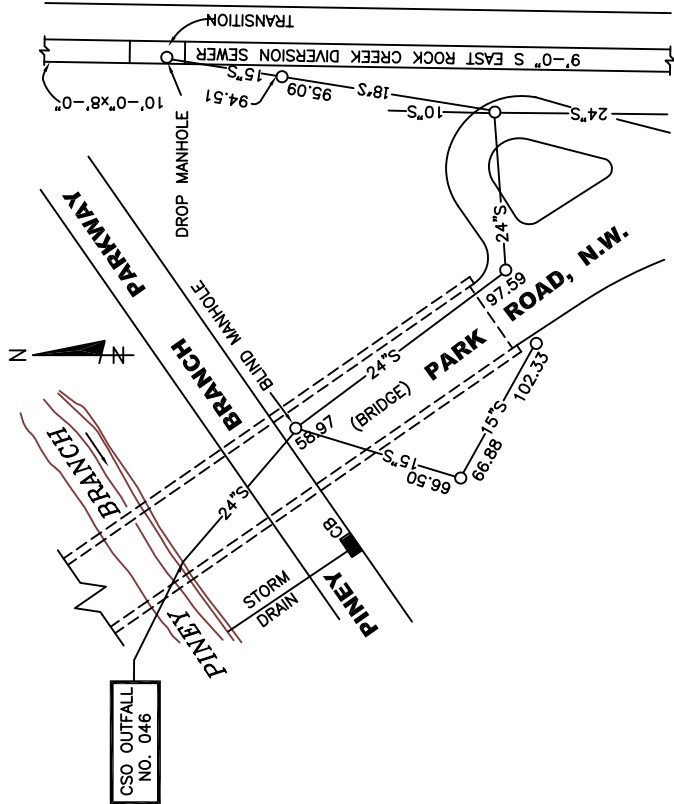 TRANSITION
9'-0" S EAST ROCK CREEK DIVERSION SEWER
15"S
94.51
95.09
18"S
10'-0"x8'-0"
10"S
24"S
DROP MANHOLE
PINEY BRANCH PARKWAY
N
BLIND MANHOLE
24"S
97.59
PARK ROAD, N.W.
24"S
(BRIDGE)
58.97
15"S
66.50
15"S
66.88
102.33
PINEY BRANCH
24"S
CB
STORM
DRAIN
CSO OUTFALL
NO. 046